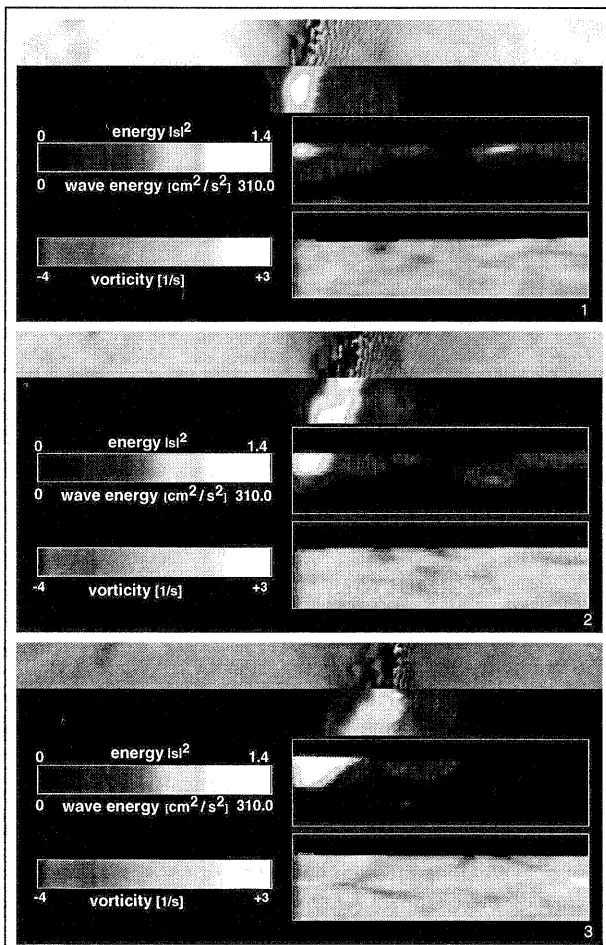 energy |s|²
0 1.4
0 wave energy [cm²/s²] 310.0
-4 +3
vorticity [1/s]
1
energy |s|²
0 1.4
0 wave energy [cm²/s²] 310.0
-4 +3
vorticity [1/s]
2
energy |s|²
0 1.4
0 wave energy [cm²/s²] 310.0
-4 +3
vorticity [1/s]
3